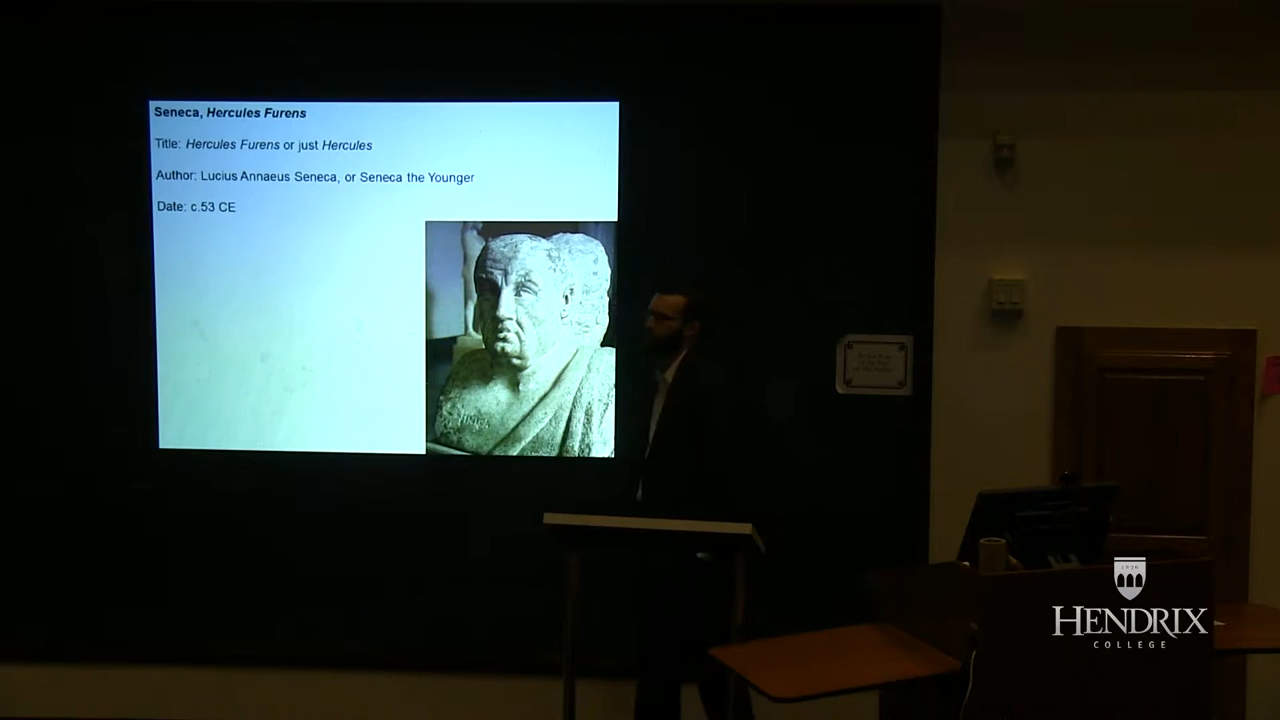 Seneca, Hercules Furens
Title: Hercules Furens or just Hercules
Author: Lucius Annaeus Seneca, or Seneca the Younger
Date: c.53 CE
1876
HENDRIX
COLLEGE